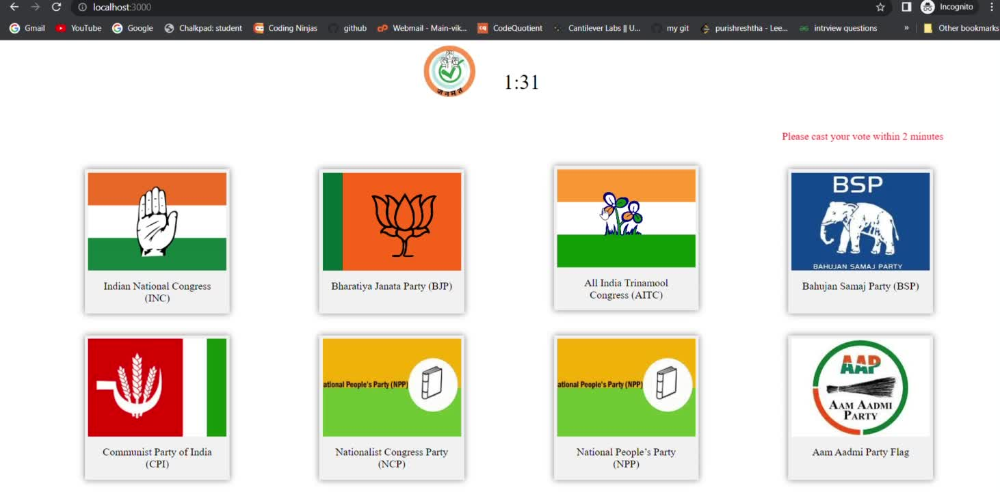 localhost:3000
Incognito
Gmail
YouTube
Google
Chalkpad: student
Coding Ninjas
github
Webmail - Main-vik...
CodeQuotient
Cantilever Labs || U...
my git
purishreshtha - Lee...
intrview questions
»
Other bookmarks
जनमत
1:31
Please cast your vote within 2 minutes
BSP
BAHUJAN SAMAJ PARTY
Indian National Congress
(INC)
Bharatiya Janata Party (BJP)
All India Trinamool
Congress (AITC)
Bahujan Samaj Party (BSP)
ational People's Party (NPP)
ational People's Party (NPP)
AAP
AAM AADMI
PARTY
Communist Party of India
(CPI)
Nationalist Congress Party
(NCP)
National People’s Party
(NPP)
Aam Aadmi Party Flag